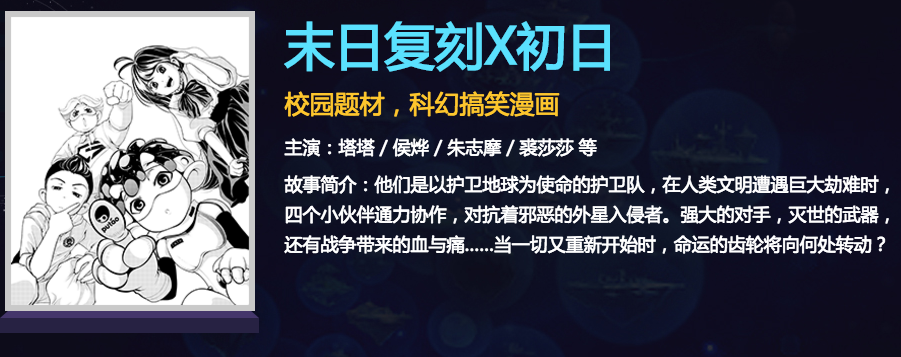 末日复刻X初日
校园题材，科幻搞笑漫画
主演：塔塔 / 侯烨 / 朱志摩 / 裘莎莎 等
故事简介：他们是以护卫地球为使命的护卫队，在人类文明遭遇巨大劫难时，
四个小伙伴通力协作，对抗着邪恶的外星入侵者。强大的对手，灭世的武器，
还有战争带来的血与痛......当一切又重新开始时，命运的齿轮将向何处转动？